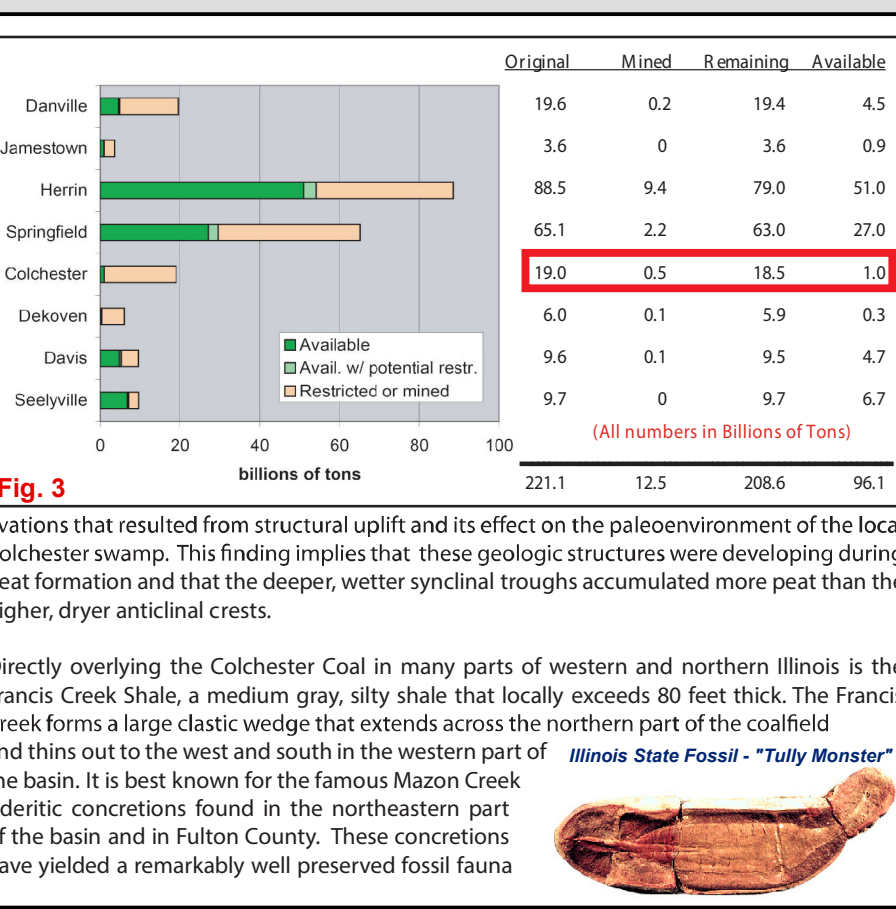 Original Mined Remaining Available
Danville 19.6 0.2 19.4 4.5
Jamestown 3.6 0 3.6 0.9
Herrin 88.5 9.4 79.0 51.0
Springfield 65.1 2.2 63.0 27.0
Colchester 19.0 0.5 18.5 1.0
Dekoven 6.0 0.1 5.9 0.3
Davis 9.6 0.1 9.5 4.7
Seelyville 9.7 0 9.7 6.7
Available
Avail. w/ potential restr.
Restricted or mined
0 20 40 60 80 100
billions of tons
(All numbers in Billions of Tons)
221.1 12.5 208.6 96.1
Fig. 3
vations that resulted from structural uplift and its effect on the paleoenvironment of the loca
olchester swamp. This finding implies that these geologic structures were developing during
eat formation and that the deeper, wetter synclinal troughs accumulated more peat than the
igher, dryer anticlinal crests.
Directly overlying the Colchester Coal in many parts of western and northern Illinois is the
rancis Creek Shale, a medium gray, silty shale that locally exceeds 80 feet thick. The Francis
reek forms a large clastic wedge that extends across the northern part of the coalfield
nd thins out to the west and south in the western part of
he basin. It is best known for the famous Mazon Creek
deritic concretions found in the northeastern part
f the basin and in Fulton County. These concretions
ave yielded a remarkably well preserved fossil fauna
Illinois State Fossil - "Tully Monster"